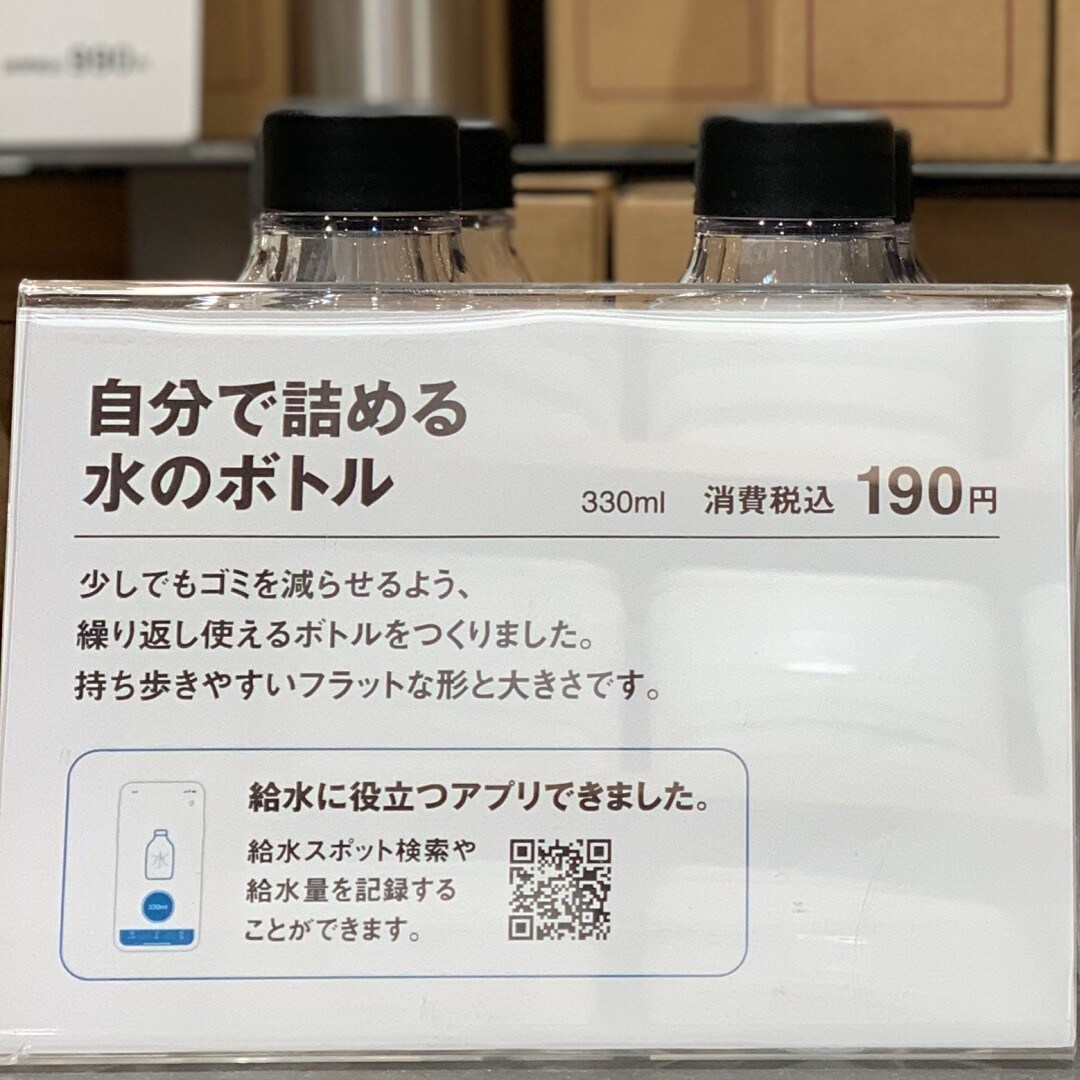 990
自分で詰める
水のボトル
330ml 消費税込 190円
少しでもゴミを減らせるよう、
繰り返し使えるボトルをつくりました。
持ち歩きやすいフラットな形と大きさです。
給水に役立つアプリできました。
給水スポット検索や
給水量を記録する
ことができます。
水
330ml